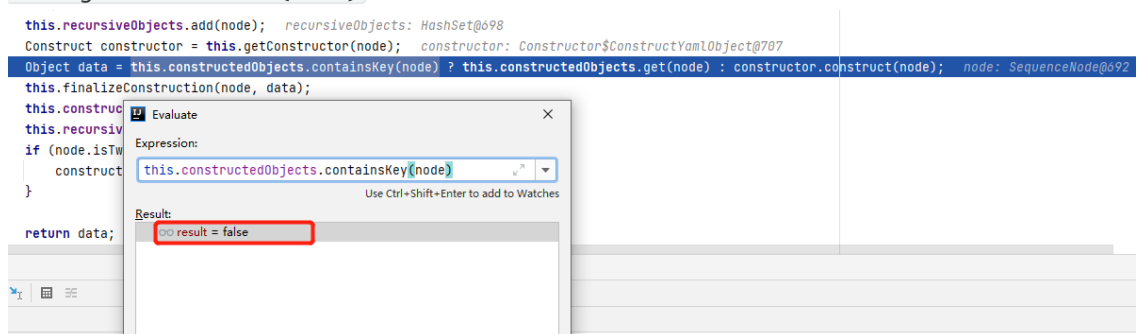 this.recursiveObjects.add(node);   recursiveObjects: HashSet@698
Construct constructor = this.getConstructor(node);   constructor: Constructor$ConstructYamlObject@707
Object data = this.constructedObjects.containsKey(node) ? this.constructedObjects.get(node) : constructor.construct(node);   node: SequenceNode@692
this.finalizeConstruction(node, data);
this.construc
this.recursiv
if (node.isTw
construct
}
return data;
Evaluate
Expression:
this.constructedObjects.containsKey(node)
Use Ctrl+Shift+Enter to add to Watches
Result:
oo result = false